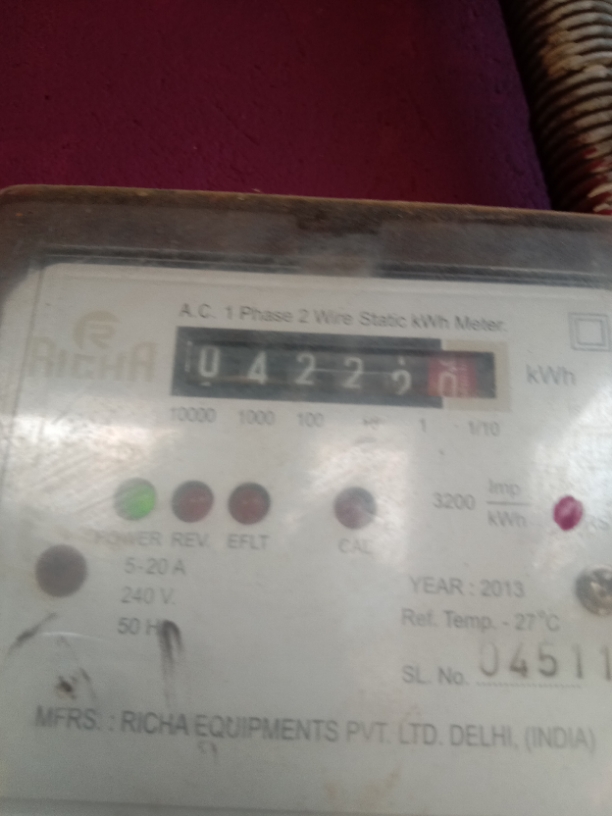 A.C. 1 Phase 2 Wire Static kWh Meter.
RICHA
0 4 2 2 kWh
10000 1000 100 1 1/10
3200 Imp/kWh
POWER REV. EFLT CAL
5-20 A
240 V.
50 H
YEAR : 2013
Ref. Temp. - 27°C
SL. No. 04511
MFRS. : RICHA EQUIPMENTS PVT. LTD. DELHI, (INDIA)